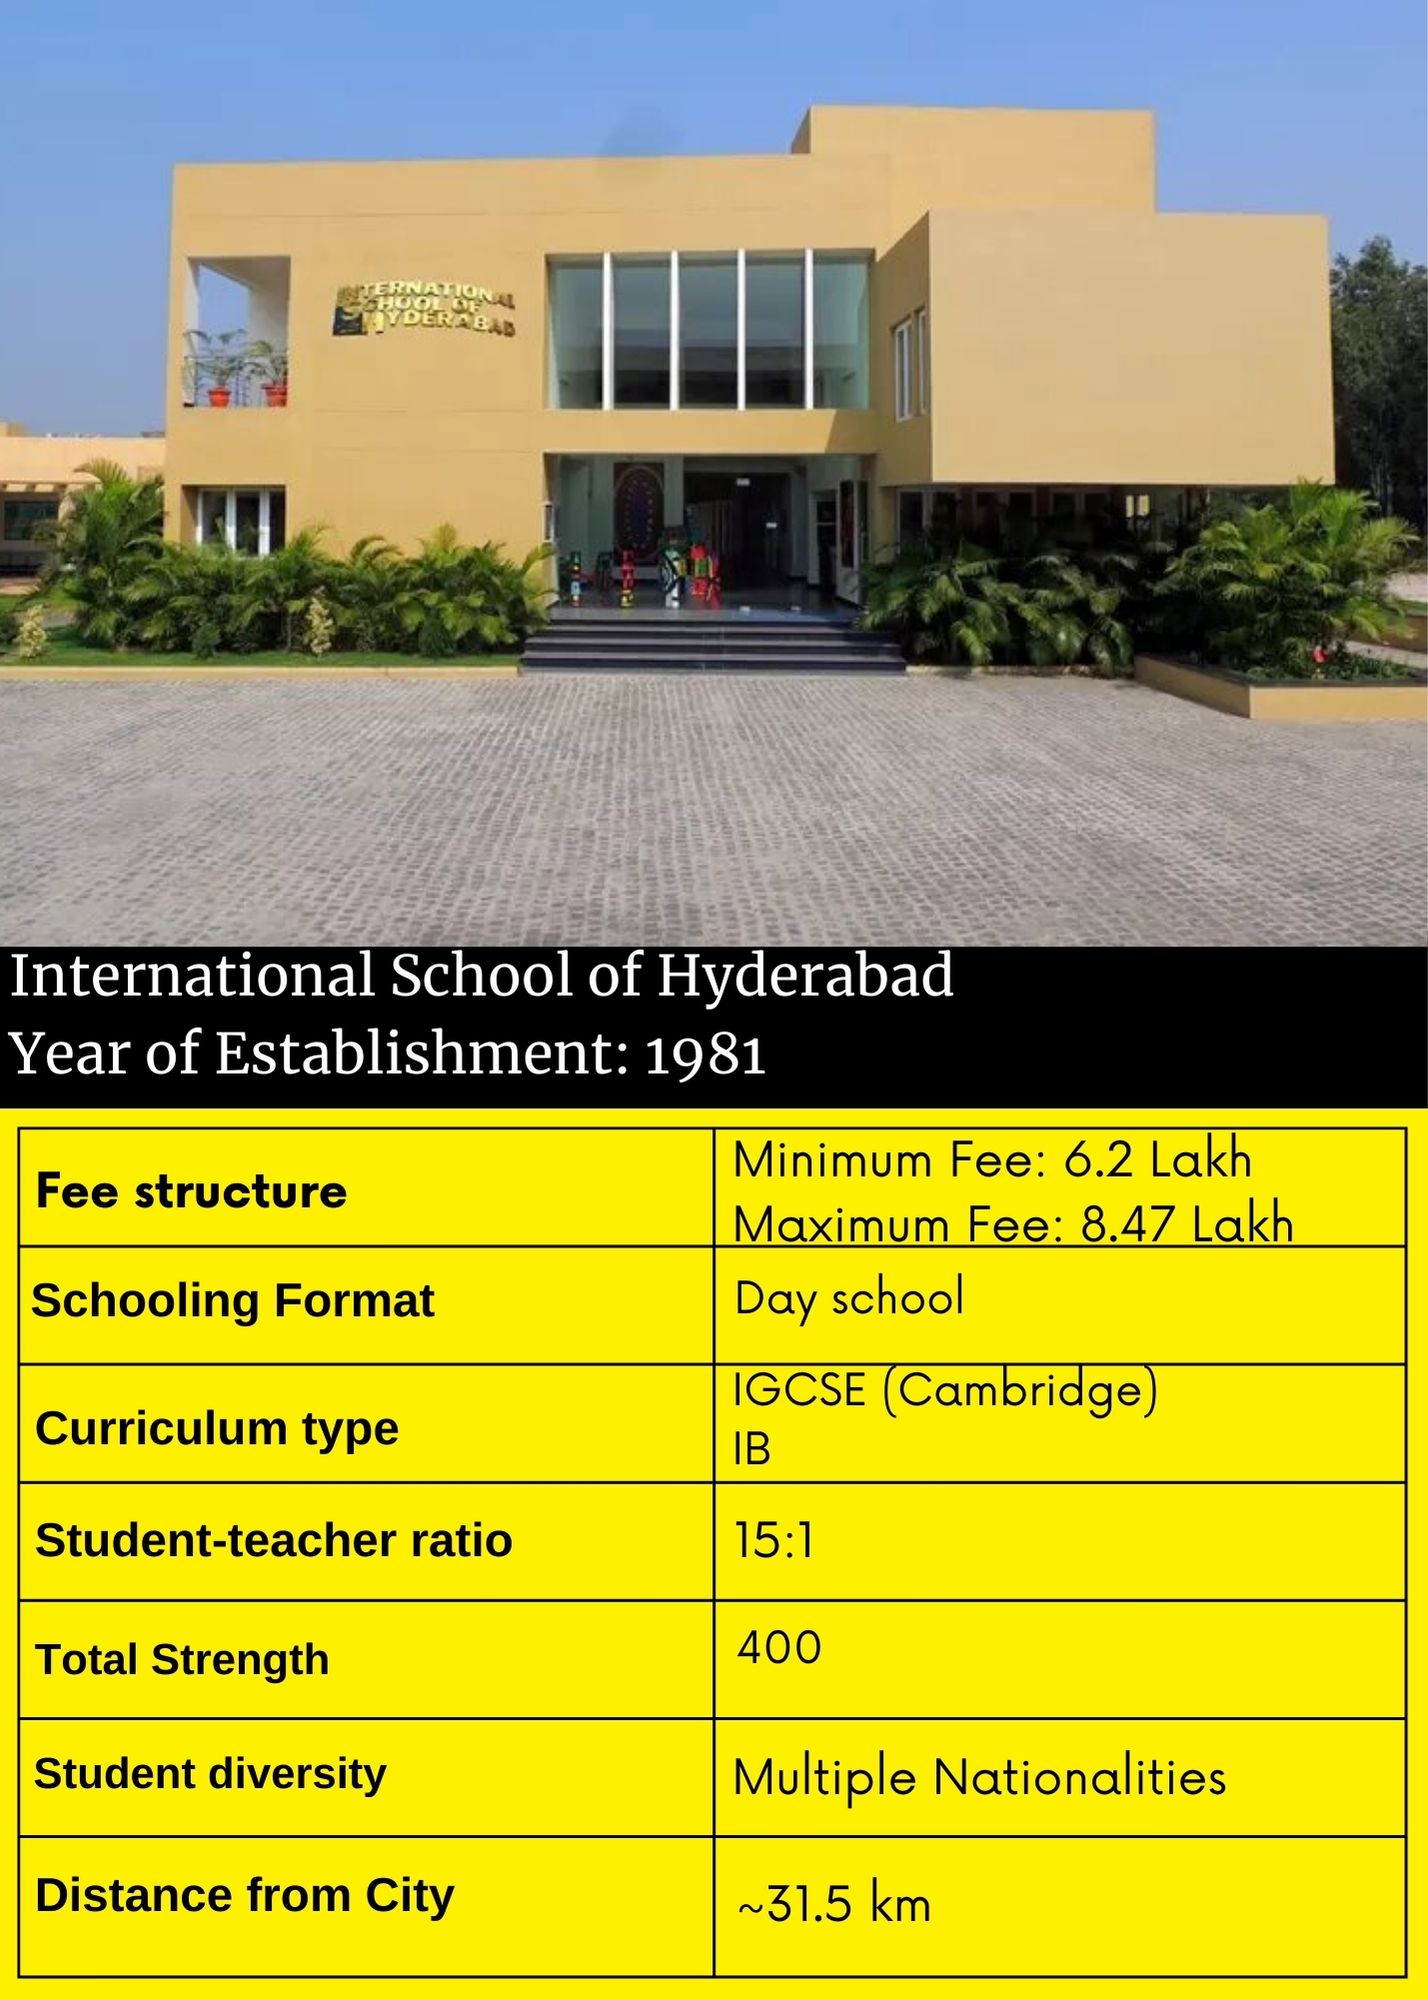 INTERNATIONAL
SCHOOL OF
HYDERABAD
International School of Hyderabad
Year of Establishment: 1981
Fee structure
Minimum Fee: 6.2 Lakh
Maximum Fee: 8.47 Lakh
Schooling Format
Day school
Curriculum type
IGCSE (Cambridge)
IB
Student-teacher ratio
15:1
Total Strength
400
Student diversity
Multiple Nationalities
Distance from City
~31.5 km